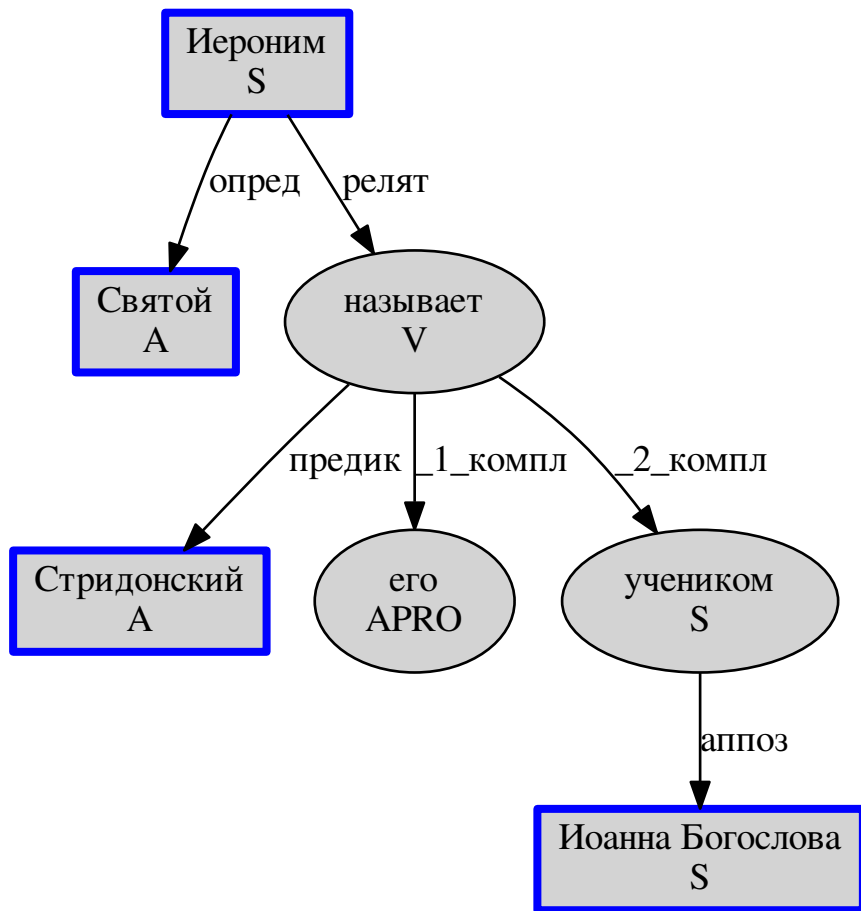 Иероним
S
опред
релят
Святой
A
называет
V
предик
_1_компл
_2_компл
Стридонский
A
его
APRO
учеником
S
аппоз
Иоанна Богослова
S